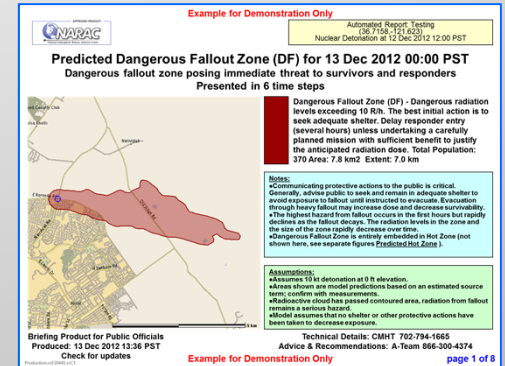 Example for Demonstration Only
APPROVED PRODUCT
NARAC
Automated Report: Testing
(36.7158,-121.623)
Nuclear Detonation at 12 Dec 2012 12:00 PST
Predicted Dangerous Fallout Zone (DF) for 13 Dec 2012 00:00 PST
Dangerous fallout zone posing immediate threat to survivors and responders
Presented in 6 time steps
Dangerous Fallout Zone (DF) - Dangerous radiation
levels exceeding 10 R/h. The best initial action is to
seek adequate shelter. Delay responder entry
(several hours) unless undertaking a carefully
planned mission with sufficient benefit to justify
the anticipated radiation dose. Total Population:
370 Area: 7.8 km2 Extent: 7.0 km
Notes:
●Communicating protective actions to the public is critical.
Generally, advise public to seek and remain in adequate shelter to
avoid exposure to fallout until instructed to evacuate. Evacuation
through heavy fallout may increase dose and decrease survivability.
●The highest hazard from fallout occurs in the first hours but rapidly
declines as the fallout decays. The radiation levels in the zone and
the size of the zone rapidly decrease over time.
●Dangerous Fallout Zone is entirely embedded in Hot Zone (not
shown here, see separate figures Predicted Hot Zone ).
Assumptions:
●Assumes 10 kt detonation at 0 ft elevation.
●Areas shown are model predictions based on an estimated source
term; confirm with measurements.
●Radioactive cloud has passed contoured area, radiation from fallout
remains a serious hazard.
●Model assumes that no shelter or other protective actions have
been taken to decrease exposure.
Briefing Product for Public Officials
Produced: 13 Dec 2012 13:36 PST
Check for updates
Technical Details: CMHT 702-794-1665
Advice & Recommendations: A-Team 866-300-4374
Example for Demonstration Only
page 1 of 8